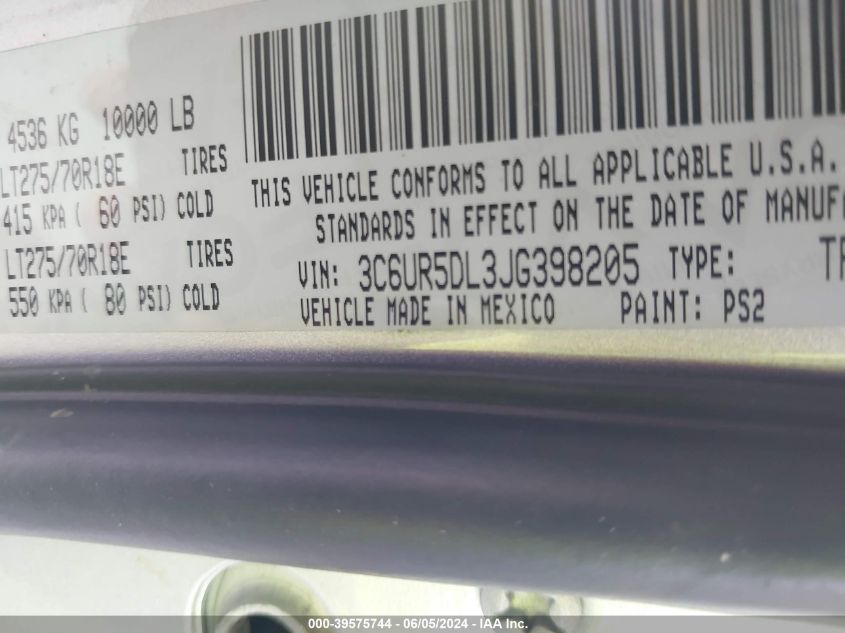 4536 KG 10000 LB
LT275/70R18E TIRES
415 KPA ( 60 PSI) COLD
LT275/70R18E TIRES
550 KPA ( 80 PSI) COLD
THIS VEHICLE CONFORMS TO ALL APPLICABLE U.S.A.
STANDARDS IN EFFECT ON THE DATE OF MANUFA
VIN: 3C6UR5DL3JG398205 TYPE: TR
VEHICLE MADE IN MEXICO PAINT: PS2
000-39575744 - 06/05/2024 - IAA Inc.